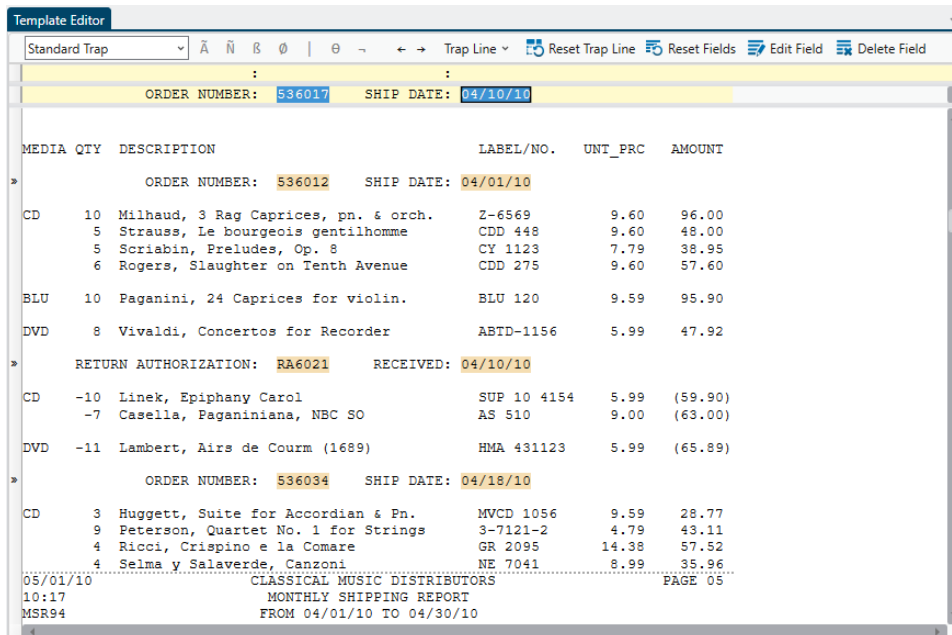 Template Editor
Standard Trap Ã Ñ ß Ø | θ ¬ ← → Trap Line Reset Trap Line Reset Fields Edit Field Delete Field
: :
ORDER NUMBER: 536017 SHIP DATE: 04/10/10
MEDIA QTY DESCRIPTION LABEL/NO. UNT_PRC AMOUNT
» ORDER NUMBER: 536012 SHIP DATE: 04/01/10
CD 10 Milhaud, 3 Rag Caprices, pn. & orch. Z-6569 9.60 96.00
5 Strauss, Le bourgeois gentilhomme CDD 448 9.60 48.00
5 Scriabin, Preludes, Op. 8 CY 1123 7.79 38.95
6 Rogers, Slaughter on Tenth Avenue CDD 275 9.60 57.60
BLU 10 Paganini, 24 Caprices for violin. BLU 120 9.59 95.90
DVD 8 Vivaldi, Concertos for Recorder ABTD-1156 5.99 47.92
» RETURN AUTHORIZATION: RA6021 RECEIVED: 04/10/10
CD -10 Linek, Epiphany Carol SUP 10 4154 5.99 (59.90)
-7 Casella, Paganiniana, NBC SO AS 510 9.00 (63.00)
DVD -11 Lambert, Airs de Courm (1689) HMA 431123 5.99 (65.89)
» ORDER NUMBER: 536034 SHIP DATE: 04/18/10
CD 3 Huggett, Suite for Accordian & Pn. MVCD 1056 9.59 28.77
9 Peterson, Quartet No. 1 for Strings 3-7121-2 4.79 43.11
4 Ricci, Crispino e la Comare GR 2095 14.38 57.52
4 Selma y Salaverde, Canzoni NE 7041 8.99 35.96
05/01/10 CLASSICAL MUSIC DISTRIBUTORS PAGE 05
10:17 MONTHLY SHIPPING REPORT
MSR94 FROM 04/01/10 TO 04/30/10